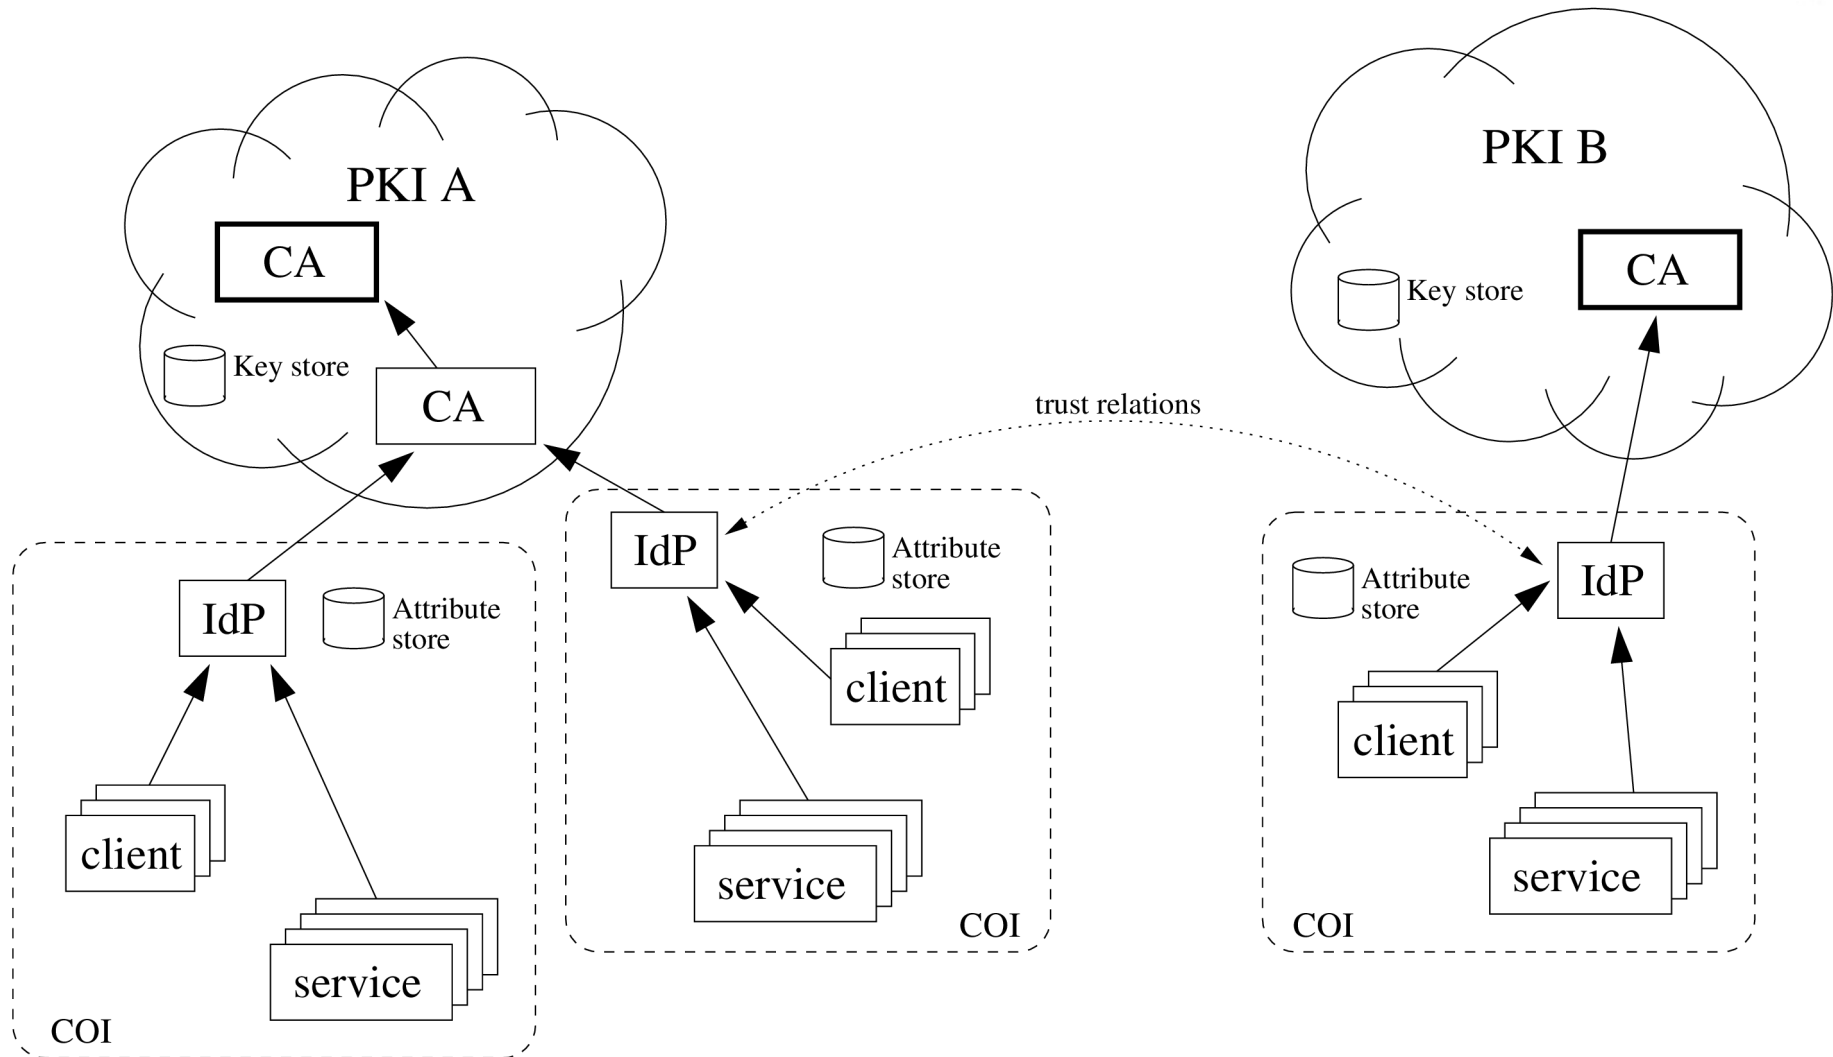 PKI A
CA
Key store
CA
PKI B
CA
Key store
trust relations
IdP
Attribute
store
client
service
COI
IdP
Attribute
store
client
service
COI
IdP
Attribute
store
client
service
COI